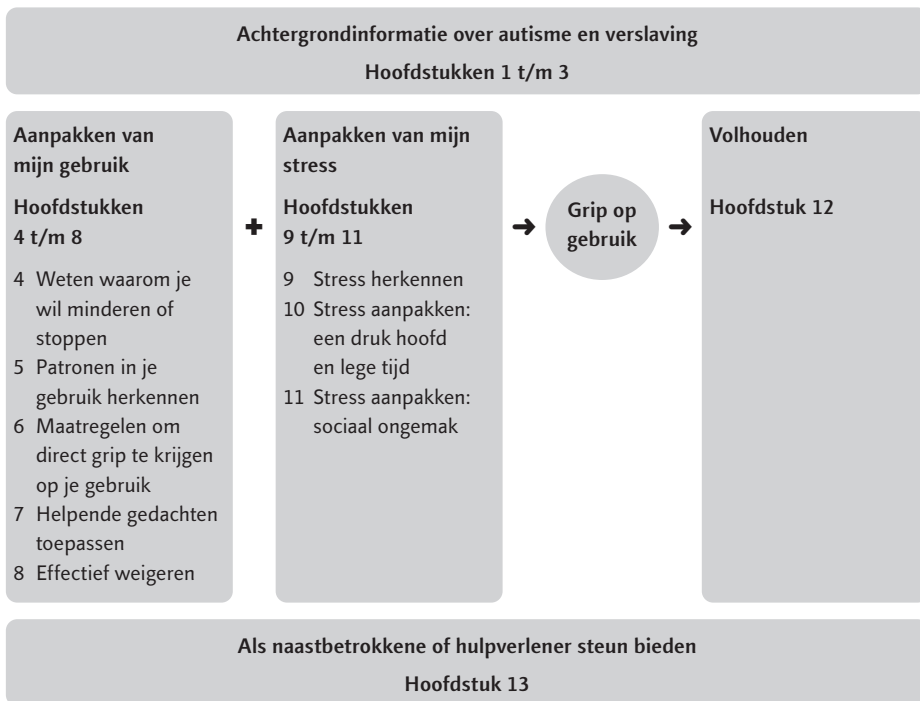 Achtergrondinformatie over autisme en verslaving
Hoofdstukken 1 t/m 3
Aanpakken van
mijn gebruik
Hoofdstukken
4 t/m 8
4 Weten waarom je
wil minderen of
stoppen
5 Patronen in je
gebruik herkennen
6 Maatregelen om
direct grip te krijgen
op je gebruik
7 Helpende gedachten
toepassen
8 Effectief weigeren
+
Aanpakken van mijn
stress
Hoofdstukken
9 t/m 11
9 Stress herkennen
10 Stress aanpakken:
een druk hoofd
en lege tijd
11 Stress aanpakken:
sociaal ongemak
➜
Grip op
gebruik
➜
Volhouden
Hoofdstuk 12
Als naastbetrokkene of hulpverlener steun bieden
Hoofdstuk 13